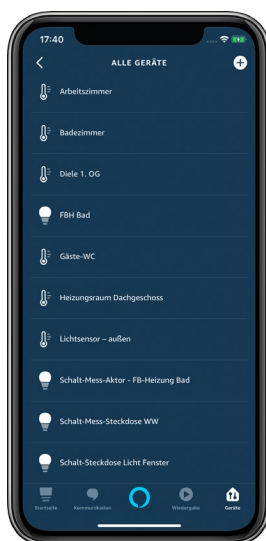 17:40
ALLE GERÄTE
Arbeitszimmer
Badezimmer
Diele 1. OG
FBH Bad
Gäste-WC
Heizungsraum Dachgeschoss
Lichtsensor – außen
Schalt-Mess-Aktor - FB-Heizung Bad
Schalt-Mess-Steckdose WW
Schalt-Steckdose Licht Fenster
Startseite Kommunikation Wiedergabe Geräte